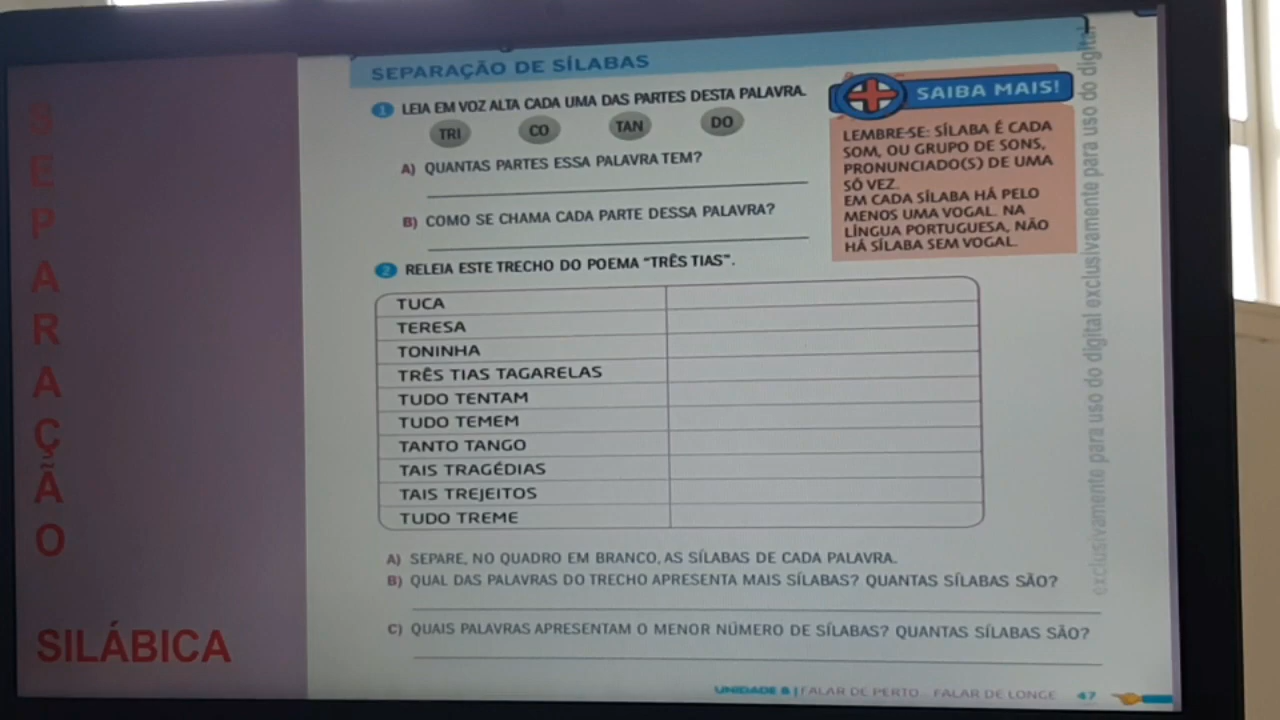 SEPARAÇÃO
SILÁBICA
SEPARAÇÃO DE SÍLABAS
1 LEIA EM VOZ ALTA CADA UMA DAS PARTES DESTA PALAVRA.
TRI CO TAN DO
A) QUANTAS PARTES ESSA PALAVRA TEM?
B) COMO SE CHAMA CADA PARTE DESSA PALAVRA?
SAIBA MAIS!
LEMBRE-SE: SÍLABA É CADA
SOM, OU GRUPO DE SONS,
PRONUNCIADO(S) DE UMA
SÓ VEZ.
EM CADA SÍLABA HÁ PELO
MENOS UMA VOGAL. NA
LÍNGUA PORTUGUESA, NÃO
HÁ SÍLABA SEM VOGAL.
2 RELEIA ESTE TRECHO DO POEMA "TRÊS TIAS".
TUCA
TERESA
TONINHA
TRÊS TIAS TAGARELAS
TUDO TENTAM
TUDO TEMEM
TANTO TANGO
TAIS TRAGÉDIAS
TAIS TREJEITOS
TUDO TREME
A) SEPARE, NO QUADRO EM BRANCO, AS SÍLABAS DE CADA PALAVRA.
B) QUAL DAS PALAVRAS DO TRECHO APRESENTA MAIS SÍLABAS? QUANTAS SÍLABAS SÃO?
C) QUAIS PALAVRAS APRESENTAM O MENOR NÚMERO DE SÍLABAS? QUANTAS SÍLABAS SÃO?
UNIDADE 8 | FALAR DE PERTO... FALAR DE LONGE 47
exclusivamente para uso do digital exclusivamente para uso do digital